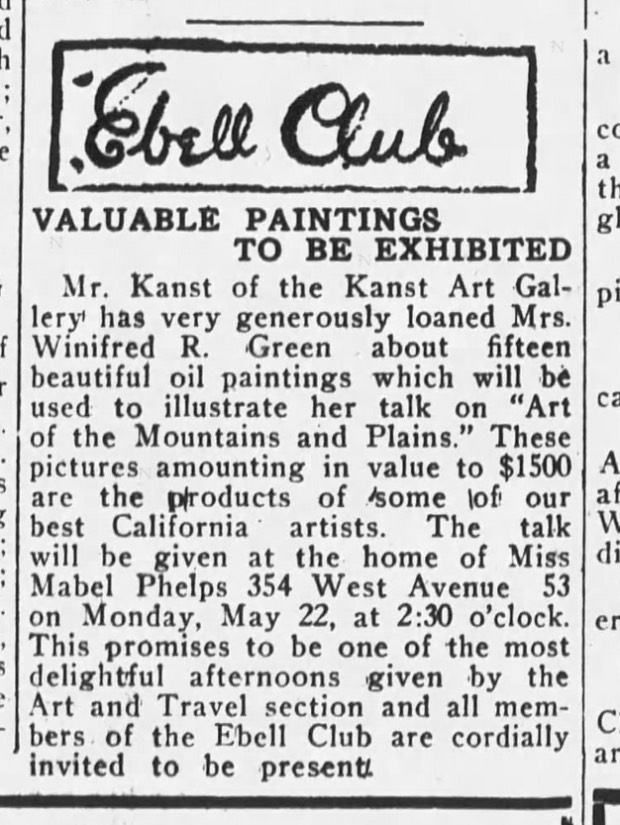 Ebell Club
VALUABLE PAINTINGS
TO BE EXHIBITED
Mr. Kanst of the Kanst Art Gal-
lery has very generously loaned Mrs.
Winifred R. Green about fifteen
beautiful oil paintings which will be
used to illustrate her talk on "Art
of the Mountains and Plains." These
pictures amounting in value to $1500
are the products of some of our
best California artists. The talk
will be given at the home of Miss
Mabel Phelps 354 West Avenue 53
on Monday, May 22, at 2:30 o'clock.
This promises to be one of the most
delightful afternoons given by the
Art and Travel section and all mem-
bers of the Ebell Club are cordially
invited to be present.